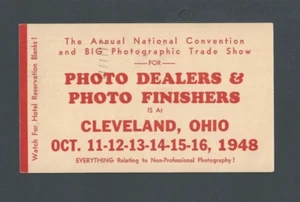 The Annual National Convention
and BIG Photographic Trade Show
FOR
PHOTO DEALERS &
PHOTO FINISHERS
IS At
CLEVELAND, OHIO
OCT. 11-12-13-14-15-16, 1948
EVERYTHING Relating to Non-Professional Photography!
Watch For Hotel Reservation Blanks!